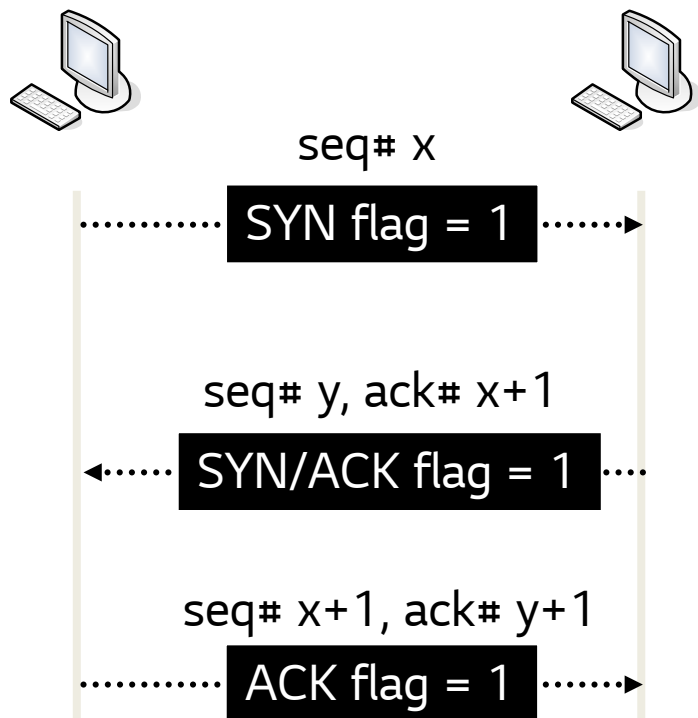 seq# x
SYN flag = 1
seq# y, ack# x+1
SYN/ACK flag = 1
seq# x+1, ack# y+1
ACK flag = 1